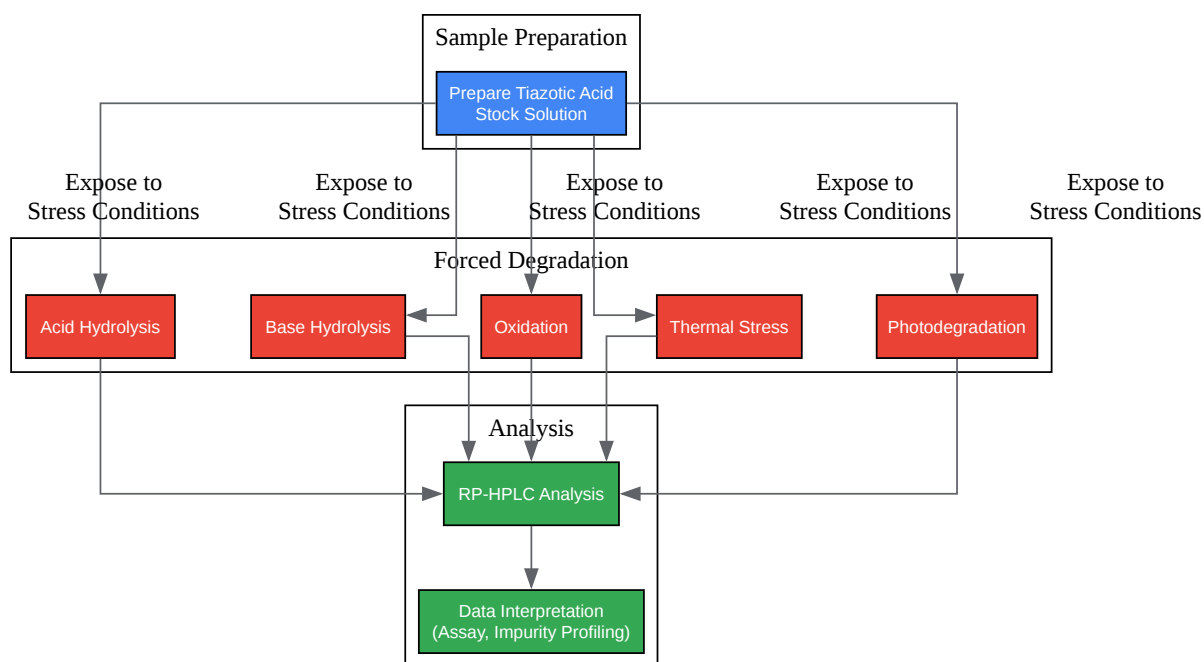 Sample Preparation
Prepare Tiazotic Acid
Stock Solution
Expose to
Stress Conditions
Expose to
Stress Conditions
Expose to
Stress Conditions
Expose to
Stress Conditions
Expose to
Stress Conditions
Forced Degradation
Acid Hydrolysis
Base Hydrolysis
Oxidation
Thermal Stress
Photodegradation
Analysis
RP-HPLC Analysis
Data Interpretation
(Assay, Impurity Profiling)